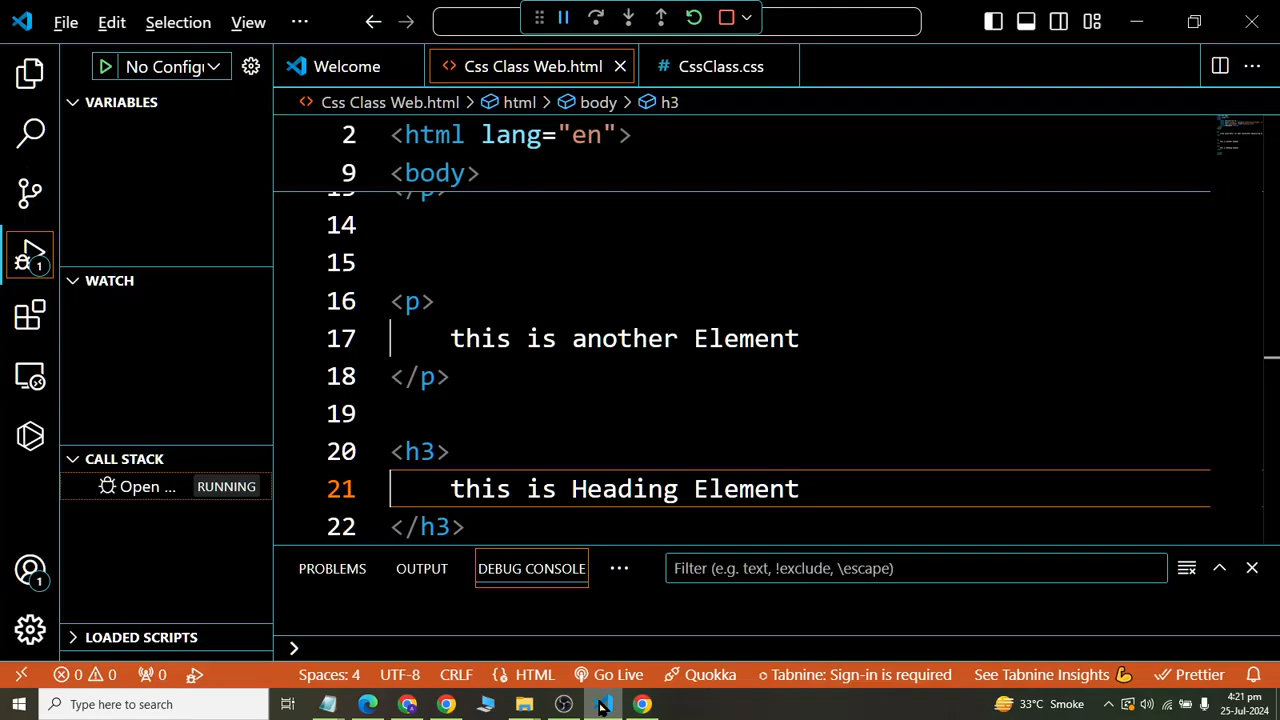 File Edit Selection View ···
No Config
Welcome
<> Css Class Web.html
# CssClass.css
VARIABLES
<> Css Class Web.html > html > body > h3
2 <html lang="en">
9 <body>
</p>
14
15
16 <p>
17 this is another Element
18 </p>
19
20 <h3>
21 this is Heading Element
22 </h3>
1
WATCH
CALL STACK
Open ... RUNNING
1
LOADED SCRIPTS
PROBLEMS OUTPUT DEBUG CONSOLE ··· Filter (e.g. text, !exclude, \escape)
>
0 0 0 Spaces: 4 UTF-8 CRLF {} HTML Go Live Quokka Tabnine: Sign-in is required See Tabnine Insights Prettier
Type here to search
33°C Smoke
4:21 pm
25-Jul-2024